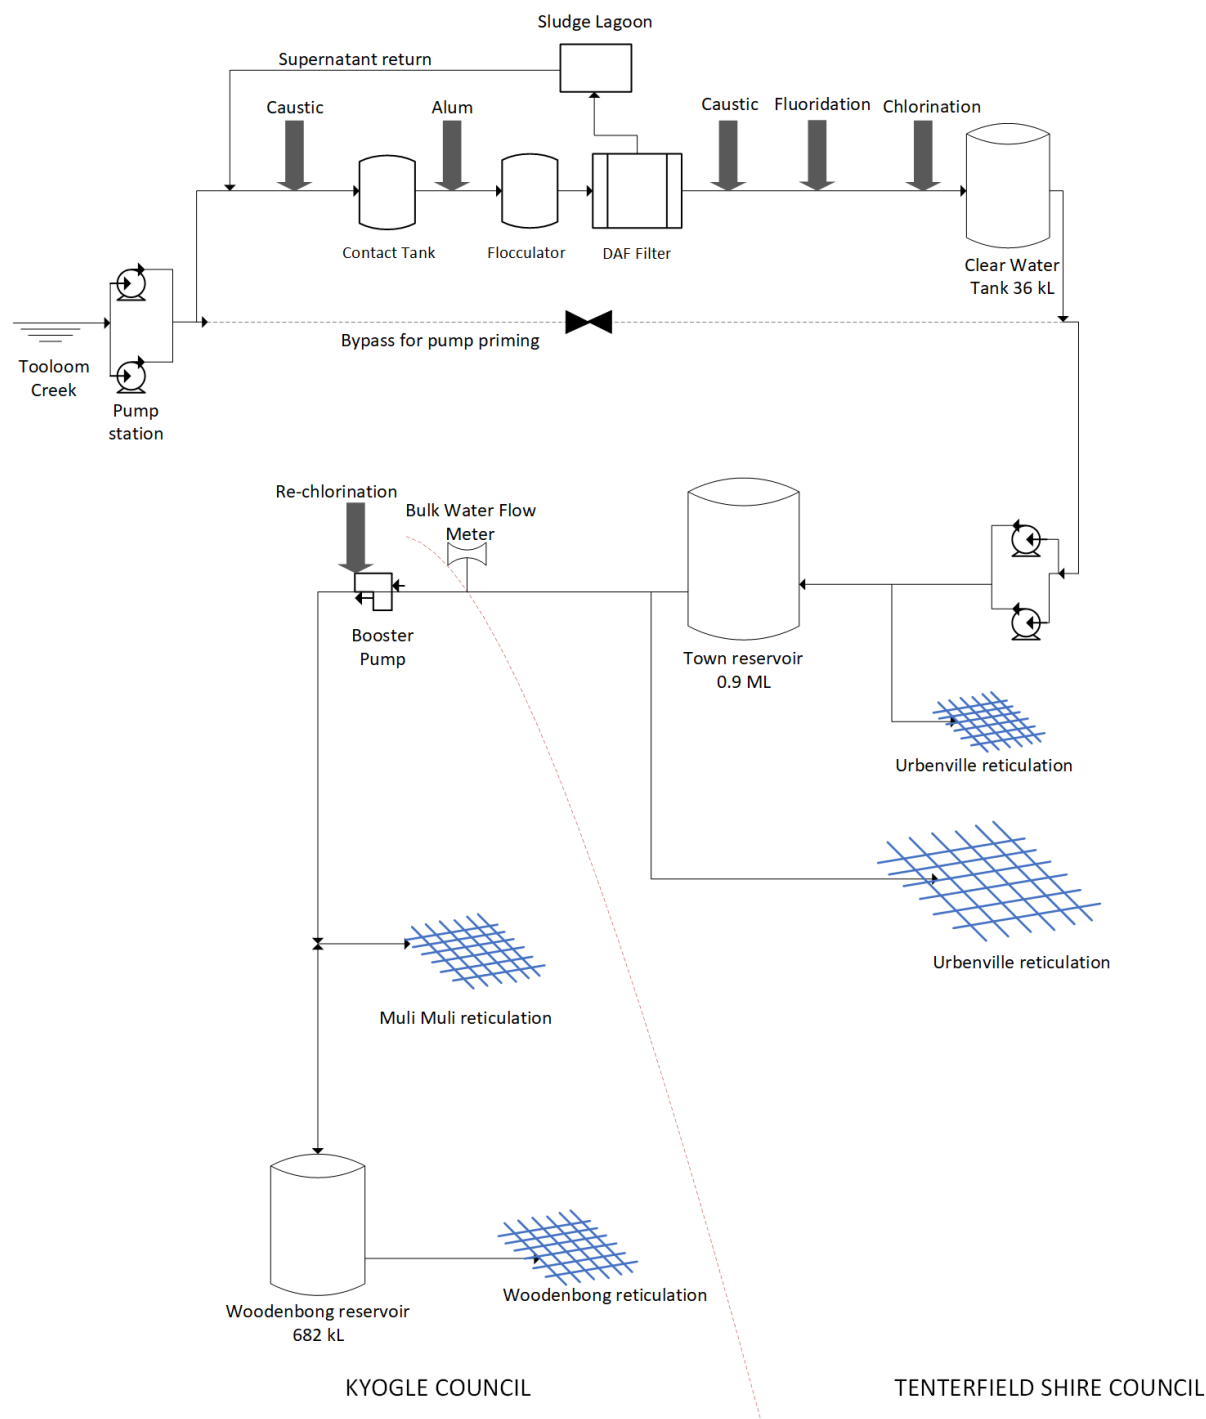 Sludge Lagoon
Supernatant return
Caustic
Alum
Caustic
Fluoridation
Chlorination
Contact Tank
Flocculator
DAF Filter
Clear Water
Tank 36 kL
Bypass for pump priming
Tooloom
Creek
Pump
station
Re-chlorination
Bulk Water Flow
Meter
Booster
Pump
Town reservoir
0.9 ML
Urbenville reticulation
Urbenville reticulation
Muli Muli reticulation
Woodenbong reservoir
682 kL
Woodenbong reticulation
KYOGLE COUNCIL
TENTERFIELD SHIRE COUNCIL